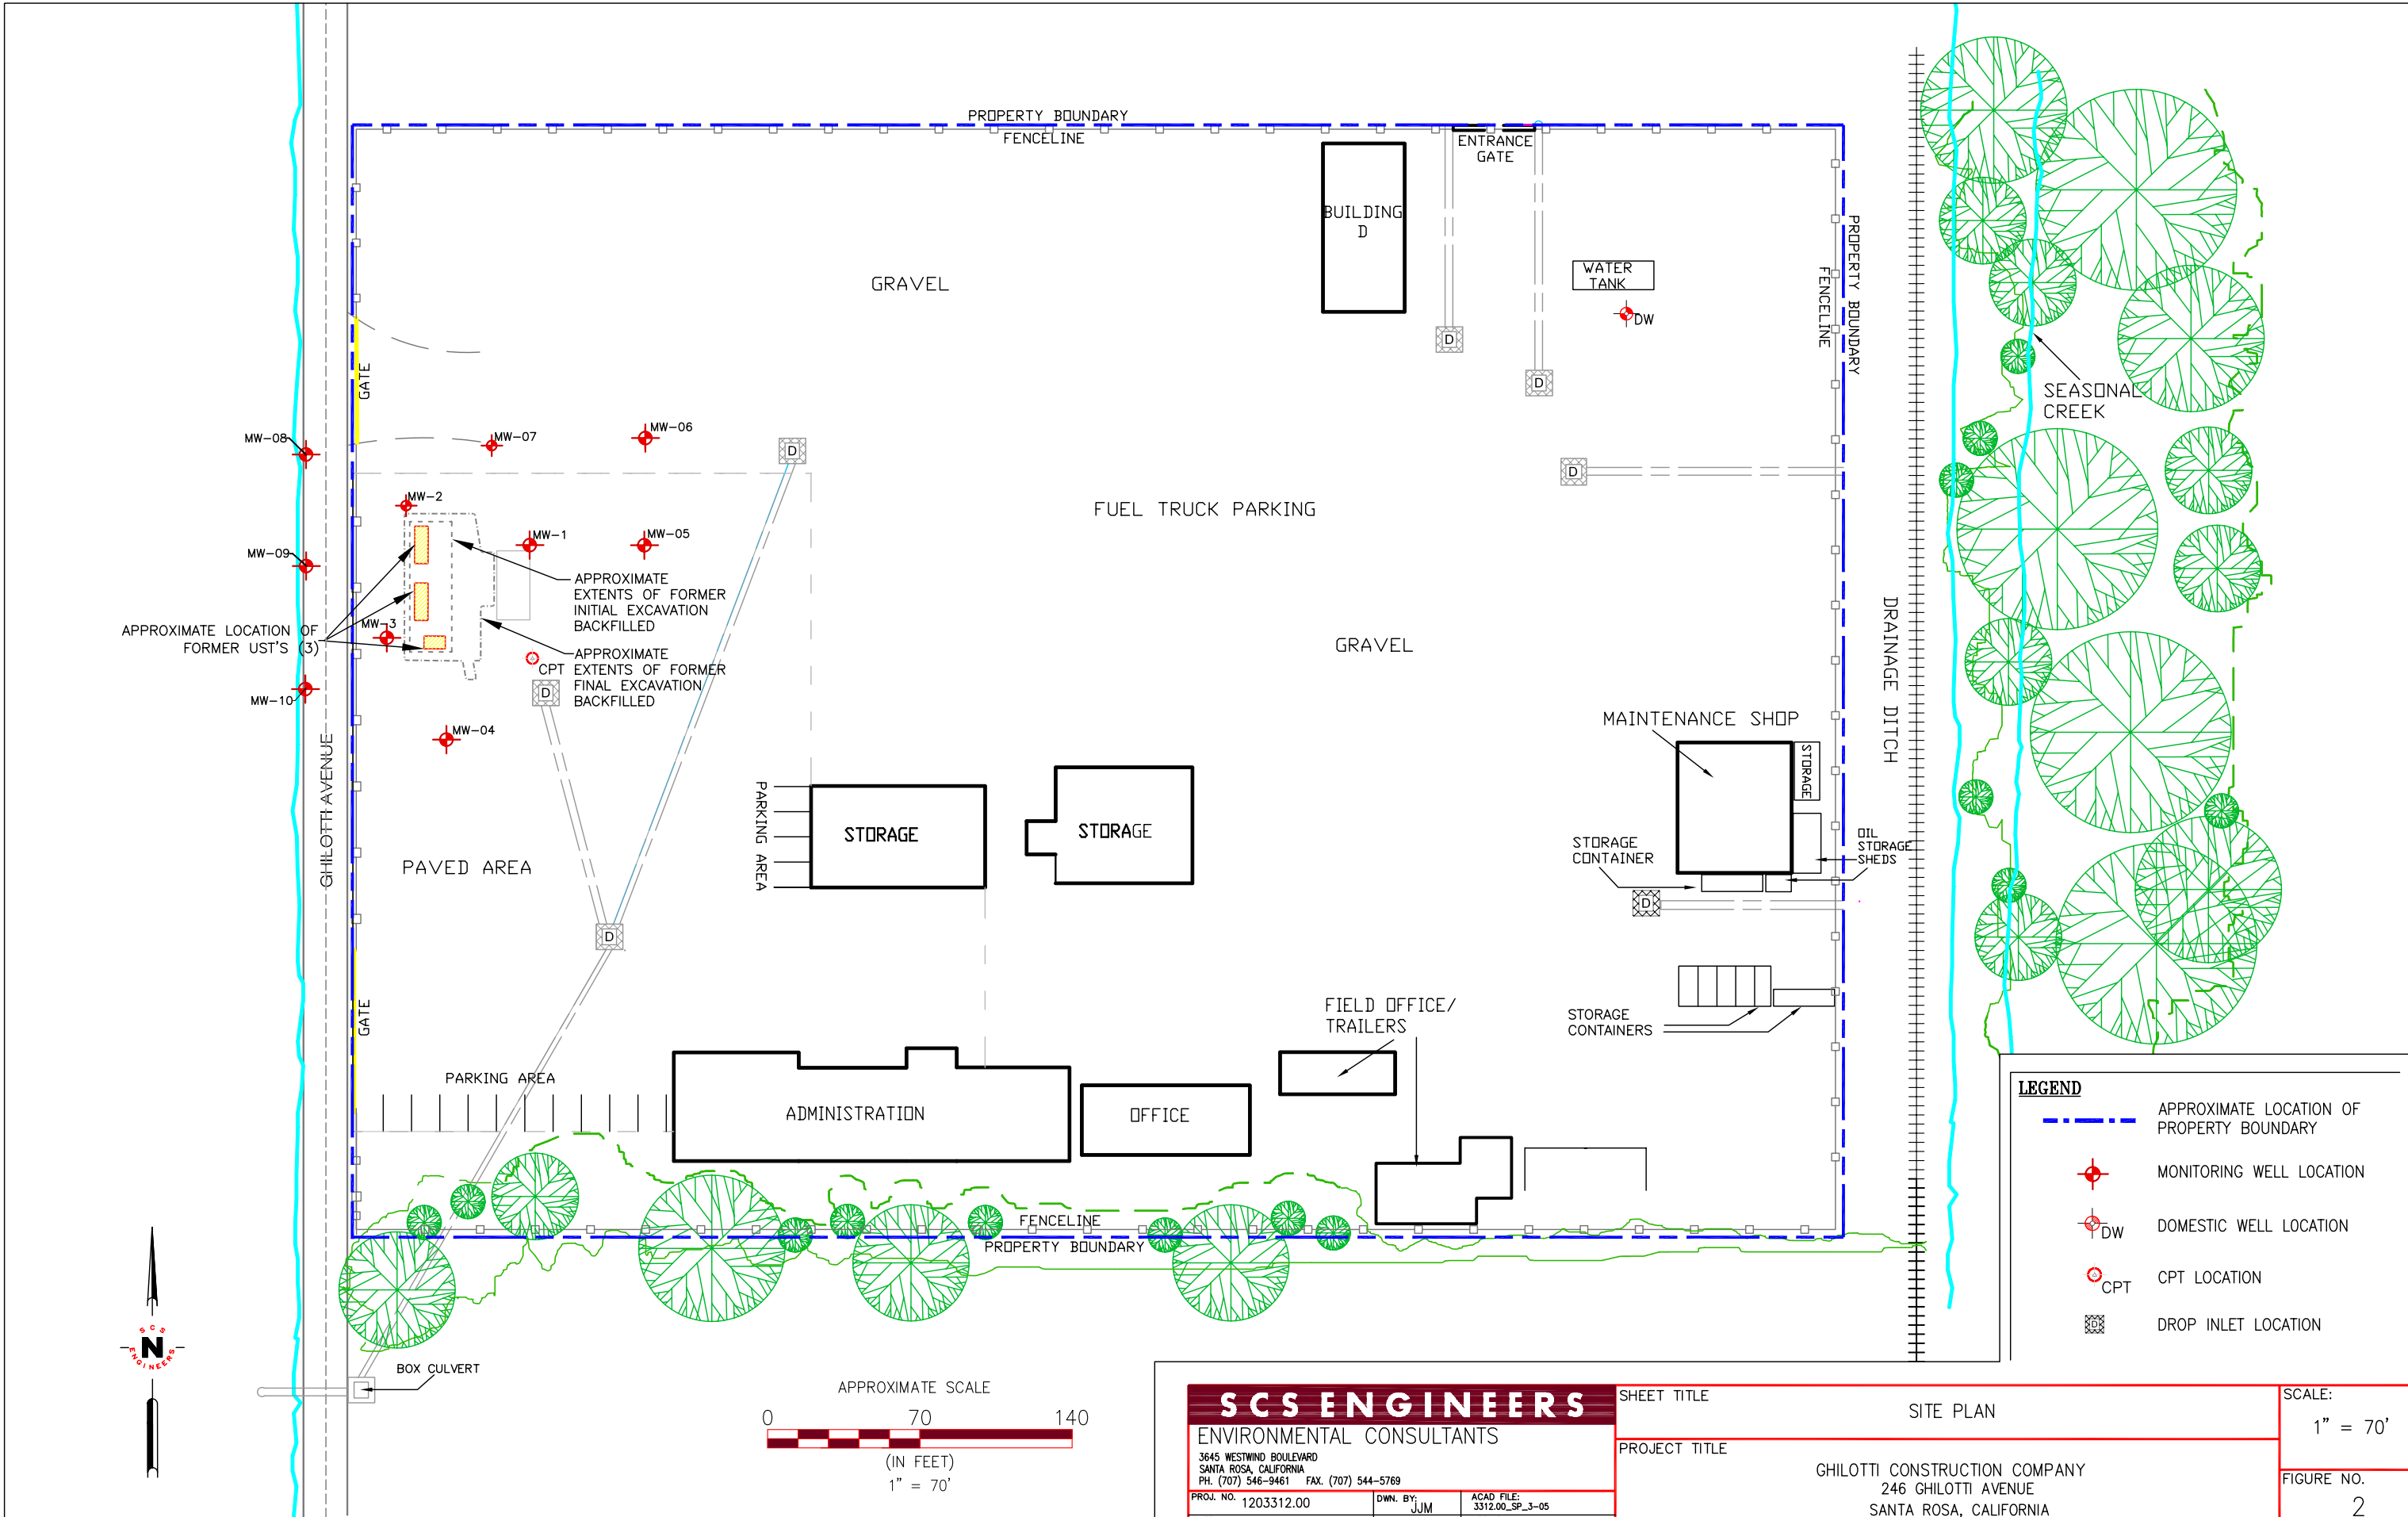 PROPERTY BOUNDARY
FENCELINE
ENTRANCE
GATE
BUILDING
D
GRAVEL
WATER
TANK
DW
PROPERTY BOUNDARY
FENCELINE
D
D
GATE
SEASONAL
CREEK
MW-08
MW-07
MW-06
D
D
MW-2
FUEL TRUCK PARKING
MW-1
MW-05
MW-09
APPROXIMATE
EXTENTS OF FORMER
INITIAL EXCAVATION
BACKFILLED
APPROXIMATE LOCATION OF
FORMER UST'S (3)
MW-3
GRAVEL
DRAINAGE DITCH
APPROXIMATE
EXTENTS OF FORMER
FINAL EXCAVATION
BACKFILLED
CPT
D
MW-10
MW-04
MAINTENANCE SHOP
STORAGE
GHILOTTI AVENUE
PARKING AREA
STORAGE
STORAGE
PAVED AREA
STORAGE
CONTAINER
OIL
STORAGE
SHEDS
D
D
GATE
FIELD OFFICE/
TRAILERS
STORAGE
CONTAINERS
PARKING AREA
ADMINISTRATION
OFFICE
FENCELINE
PROPERTY BOUNDARY
LEGEND
APPROXIMATE LOCATION OF
PROPERTY BOUNDARY
MONITORING WELL LOCATION
DW
DOMESTIC WELL LOCATION
CPT
CPT LOCATION
D
DROP INLET LOCATION
SCS
N
ENGINEERS
BOX CULVERT
APPROXIMATE SCALE
0 70 140
(IN FEET)
1" = 70'
SCS ENGINEERS
ENVIRONMENTAL CONSULTANTS
3645 WESTWIND BOULEVARD
SANTA ROSA, CALIFORNIA
PH. (707) 546-9461 FAX. (707) 544-5769
PROJ. NO. 1203312.00
DWN. BY: JJM
ACAD FILE:
3312.00_SP_3-05
SHEET TITLE
SITE PLAN
PROJECT TITLE
GHILOTTI CONSTRUCTION COMPANY
246 GHILOTTI AVENUE
SANTA ROSA, CALIFORNIA
SCALE:
1" = 70'
FIGURE NO.
2